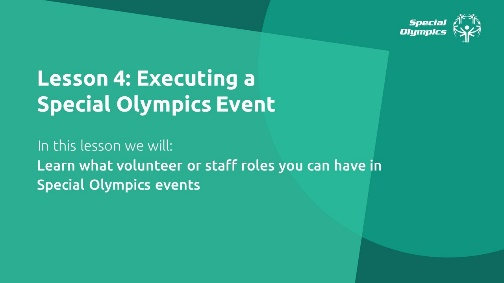 Special
Olympics
Lesson 4: Executing a
Special Olympics Event
In this lesson we will:
Learn what volunteer or staff roles you can have in
Special Olympics events